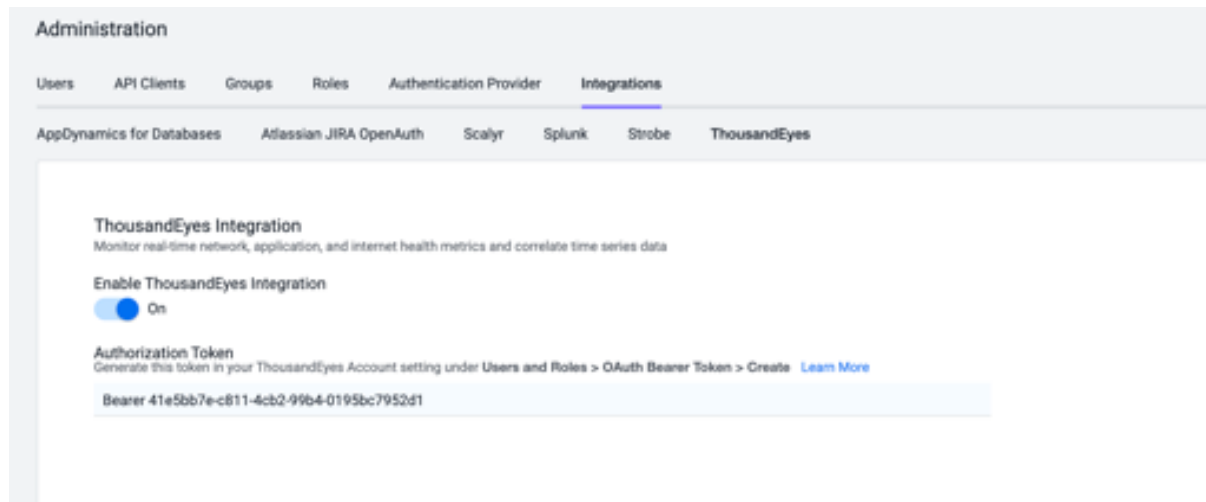 Administration
Users API Clients Groups Roles Authentication Provider Integrations
AppDynamics for Databases Atlassian JIRA OpenAuth Scalyr Splunk Strobe ThousandEyes
ThousandEyes Integration
Monitor real-time network, application, and internet health metrics and correlate time series data
Enable ThousandEyes Integration
On
Authorization Token
Generate this token in your ThousandEyes Account setting under Users and Roles > OAuth Bearer Token > Create Learn More
Bearer 41e5bb7e-c811-4cb2-99b4-0195bc7952d1